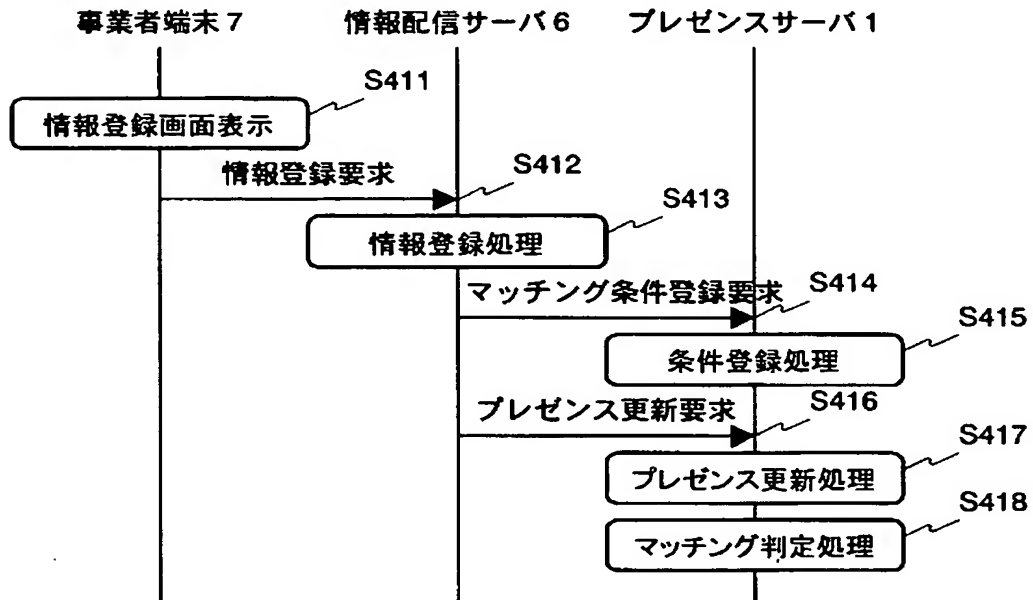 事業者端末7
情報配信サーバ6
プレゼンスサーバ1
S411
情報登録画面表示
情報登録要求
S412
S413
情報登録処理
マッチング条件登録要求
S414
S415
条件登録処理
プレゼンス更新要求
S416
S417
プレゼンス更新処理
S418
マッチング判定処理